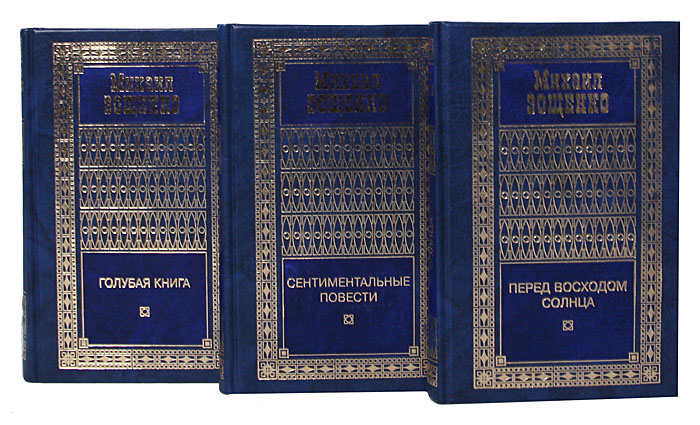 Михаил
ЗОЩЕНКО
ГОЛУБАЯ КНИГА
Михаил
ЗОЩЕНКО
СЕНТИМЕНТАЛЬНЫЕ
ПОВЕСТИ
Михаил
ЗОЩЕНКО
ПЕРЕД ВОСХОДОМ
СОЛНЦА